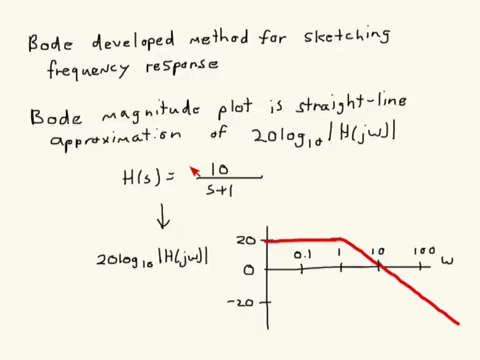 Bode developed method for sketching
frequency response
Bode magnitude plot is straight-line
approximation of 20log₁₀|H(jω)|
H(s) = 10
s+1
20log₁₀|H(jω)|
20
0.1 1 10 100 ω
0
-20